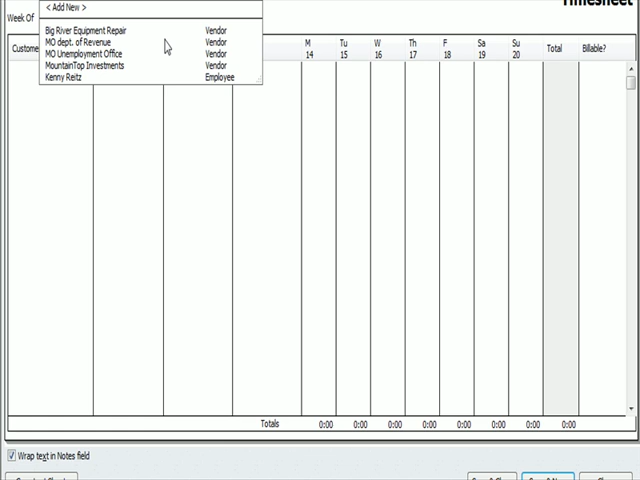 < Add New >
Timesheet
Week Of
Big River Equipment Repair Vendor
MO dept. of Revenue Vendor
MO Unemployment Office Vendor
MountainTop Investments Vendor
Kenny Reitz Employee
Custome M Tu W Th F Sa Su Total Billable?
14 15 16 17 18 19 20
Totals 0:00 0:00 0:00 0:00 0:00 0:00 0:00 0:00
Wrap text in Notes field